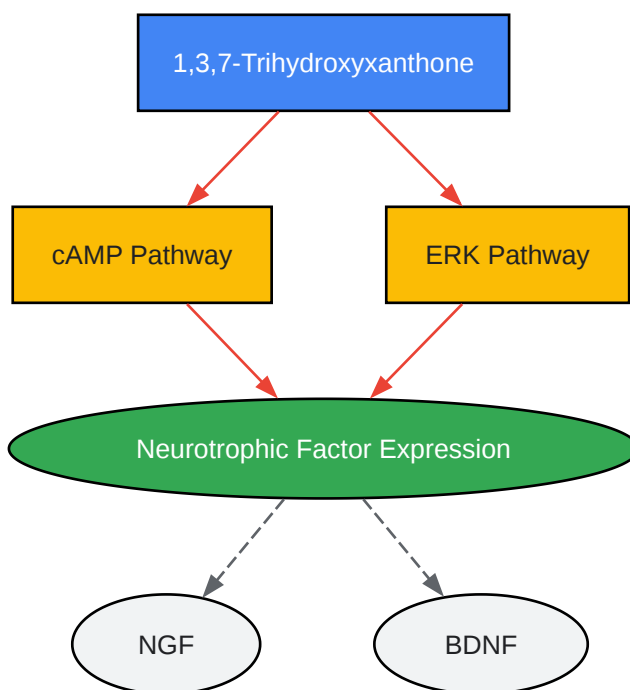 1,3,7-Trihydroxyxanthone
cAMP Pathway
ERK Pathway
Neurotrophic Factor Expression
NGF
BDNF